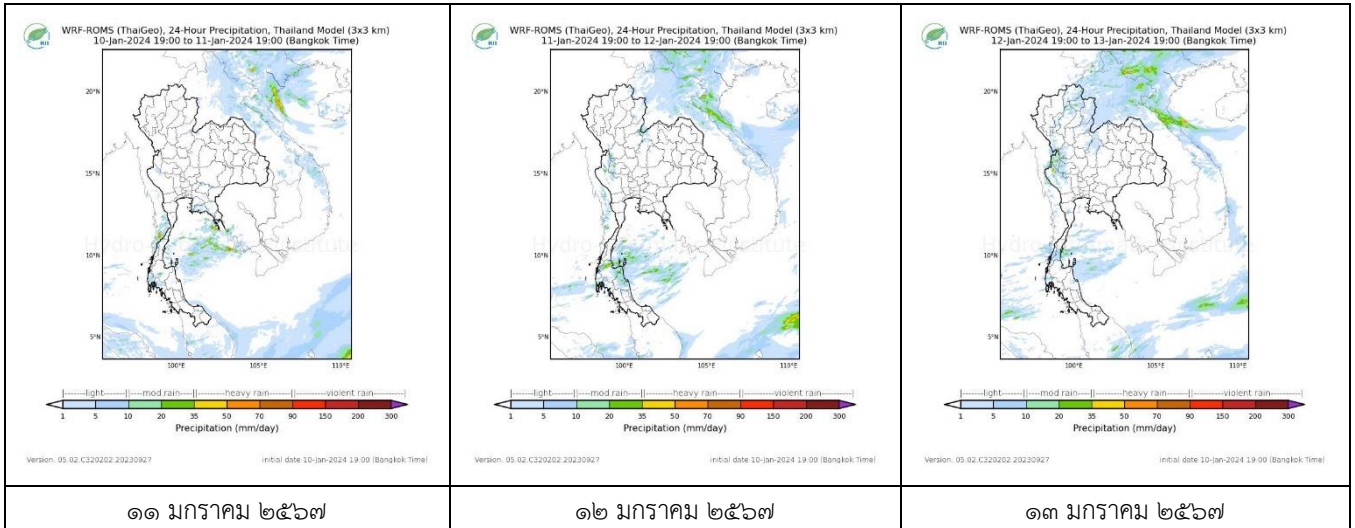 WRF-ROMS (ThaiGeo), 24-Hour Precipitation, Thailand Model (3x3 km)
10-Jan-2024 19:00 to 11-Jan-2024 19:00 (Bangkok Time)
HII
20°N
15°N
10°N
5°N
100°E 105°E 110°E
light mod rain heavy rain violent rain
1 5 10 20 35 50 70 90 150 200 300
Precipitation (mm/day)
Version: 05.02.C320202.20230927 initial date 10-Jan-2024 19:00 (Bangkok Time)
๑๑ มกราคม ๒๕๖๗
WRF-ROMS (ThaiGeo), 24-Hour Precipitation, Thailand Model (3x3 km)
11-Jan-2024 19:00 to 12-Jan-2024 19:00 (Bangkok Time)
HII
20°N
15°N
10°N
5°N
100°E 105°E 110°E
light mod rain heavy rain violent rain
1 5 10 20 35 50 70 90 150 200 300
Precipitation (mm/day)
Version: 05.02.C320202.20230927 initial date 10-Jan-2024 19:00 (Bangkok Time)
๑๒ มกราคม ๒๕๖๗
WRF-ROMS (ThaiGeo), 24-Hour Precipitation, Thailand Model (3x3 km)
12-Jan-2024 19:00 to 13-Jan-2024 19:00 (Bangkok Time)
HII
20°N
15°N
10°N
5°N
100°E 105°E 110°E
light mod rain heavy rain violent rain
1 5 10 20 35 50 70 90 150 200 300
Precipitation (mm/day)
Version: 05.02.C320202.20230927 initial date 10-Jan-2024 19:00 (Bangkok Time)
๑๓ มกราคม ๒๕๖๗